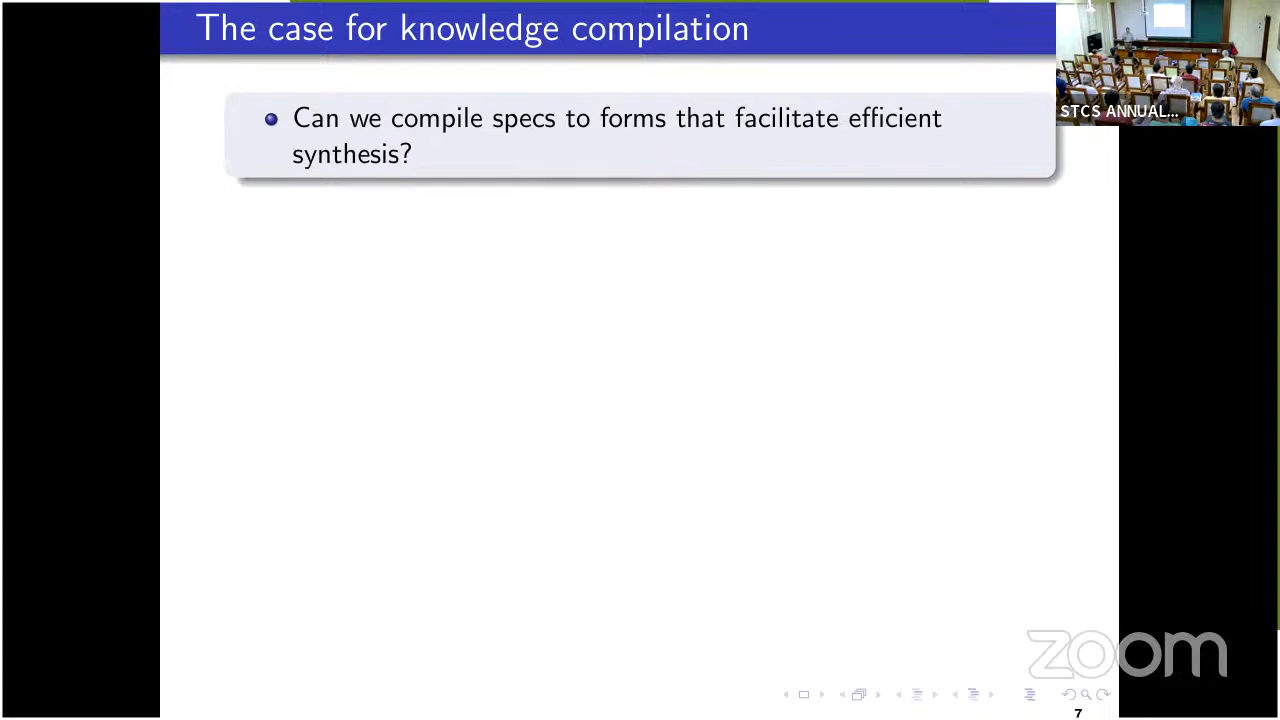 The case for knowledge compilation
Can we compile specs to forms that facilitate efficient
synthesis?
STCS ANNUAL...
zoom
7